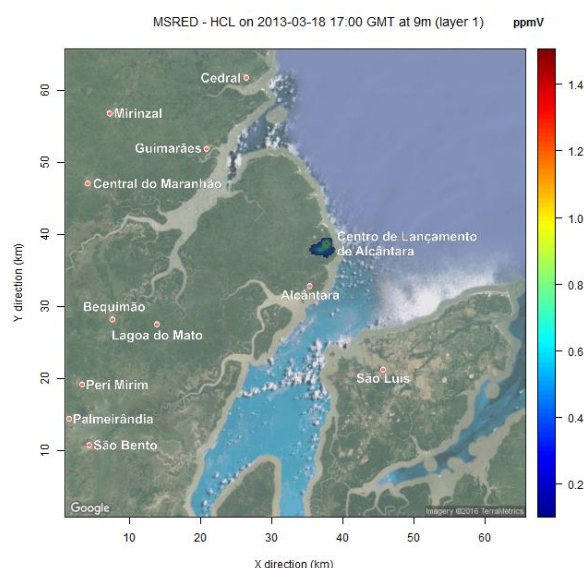 MSRED - HCL on 2013-03-18 17:00 GMT at 9m (layer 1)
ppmV
Cedral
Mirinzal
Guimarães
Central do Maranhão
Centro de Lançamento
de Alcântara
Alcântara
Bequimão
Lagoa do Mato
São Luis
Peri Mirim
Palmeirândia
São Bento
Google
Imagery ©2016 TerraMetrics
Y direction (km)
60
50
40
30
20
10
10
20
30
40
50
60
X direction (km)
1.4
1.2
1.0
0.8
0.6
0.4
0.2